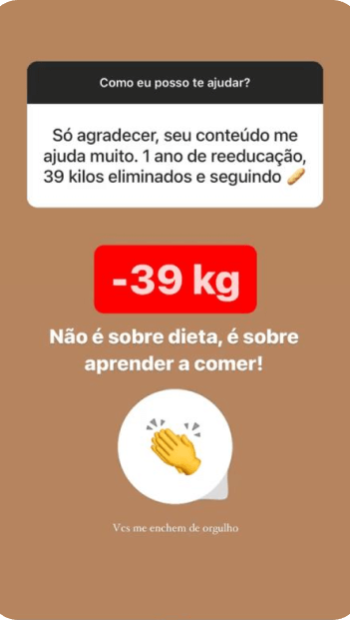 Como eu posso te ajudar?
Só agradecer, seu conteúdo me
ajuda muito. 1 ano de reeducação,
39 kilos eliminados e seguindo 🥖
-39 kg
Não é sobre dieta, é sobre
aprender a comer!
Vcs me enchem de orgulho